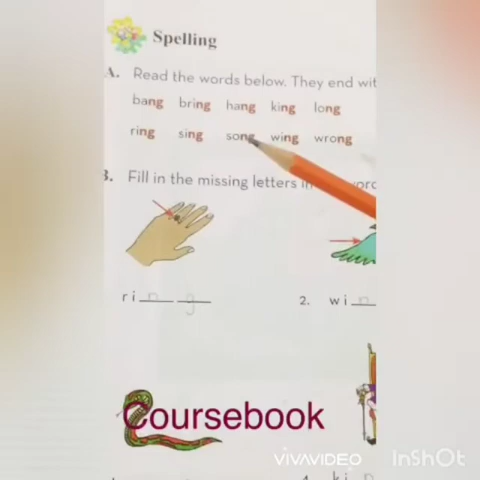 Spelling
A. Read the words below. They end wit
bang bring hang king long
ring sing song wing wrong
B. Fill in the missing letters in
ri n g
2. wi n
Coursebook
VIVAVIDEO InShOt
ki